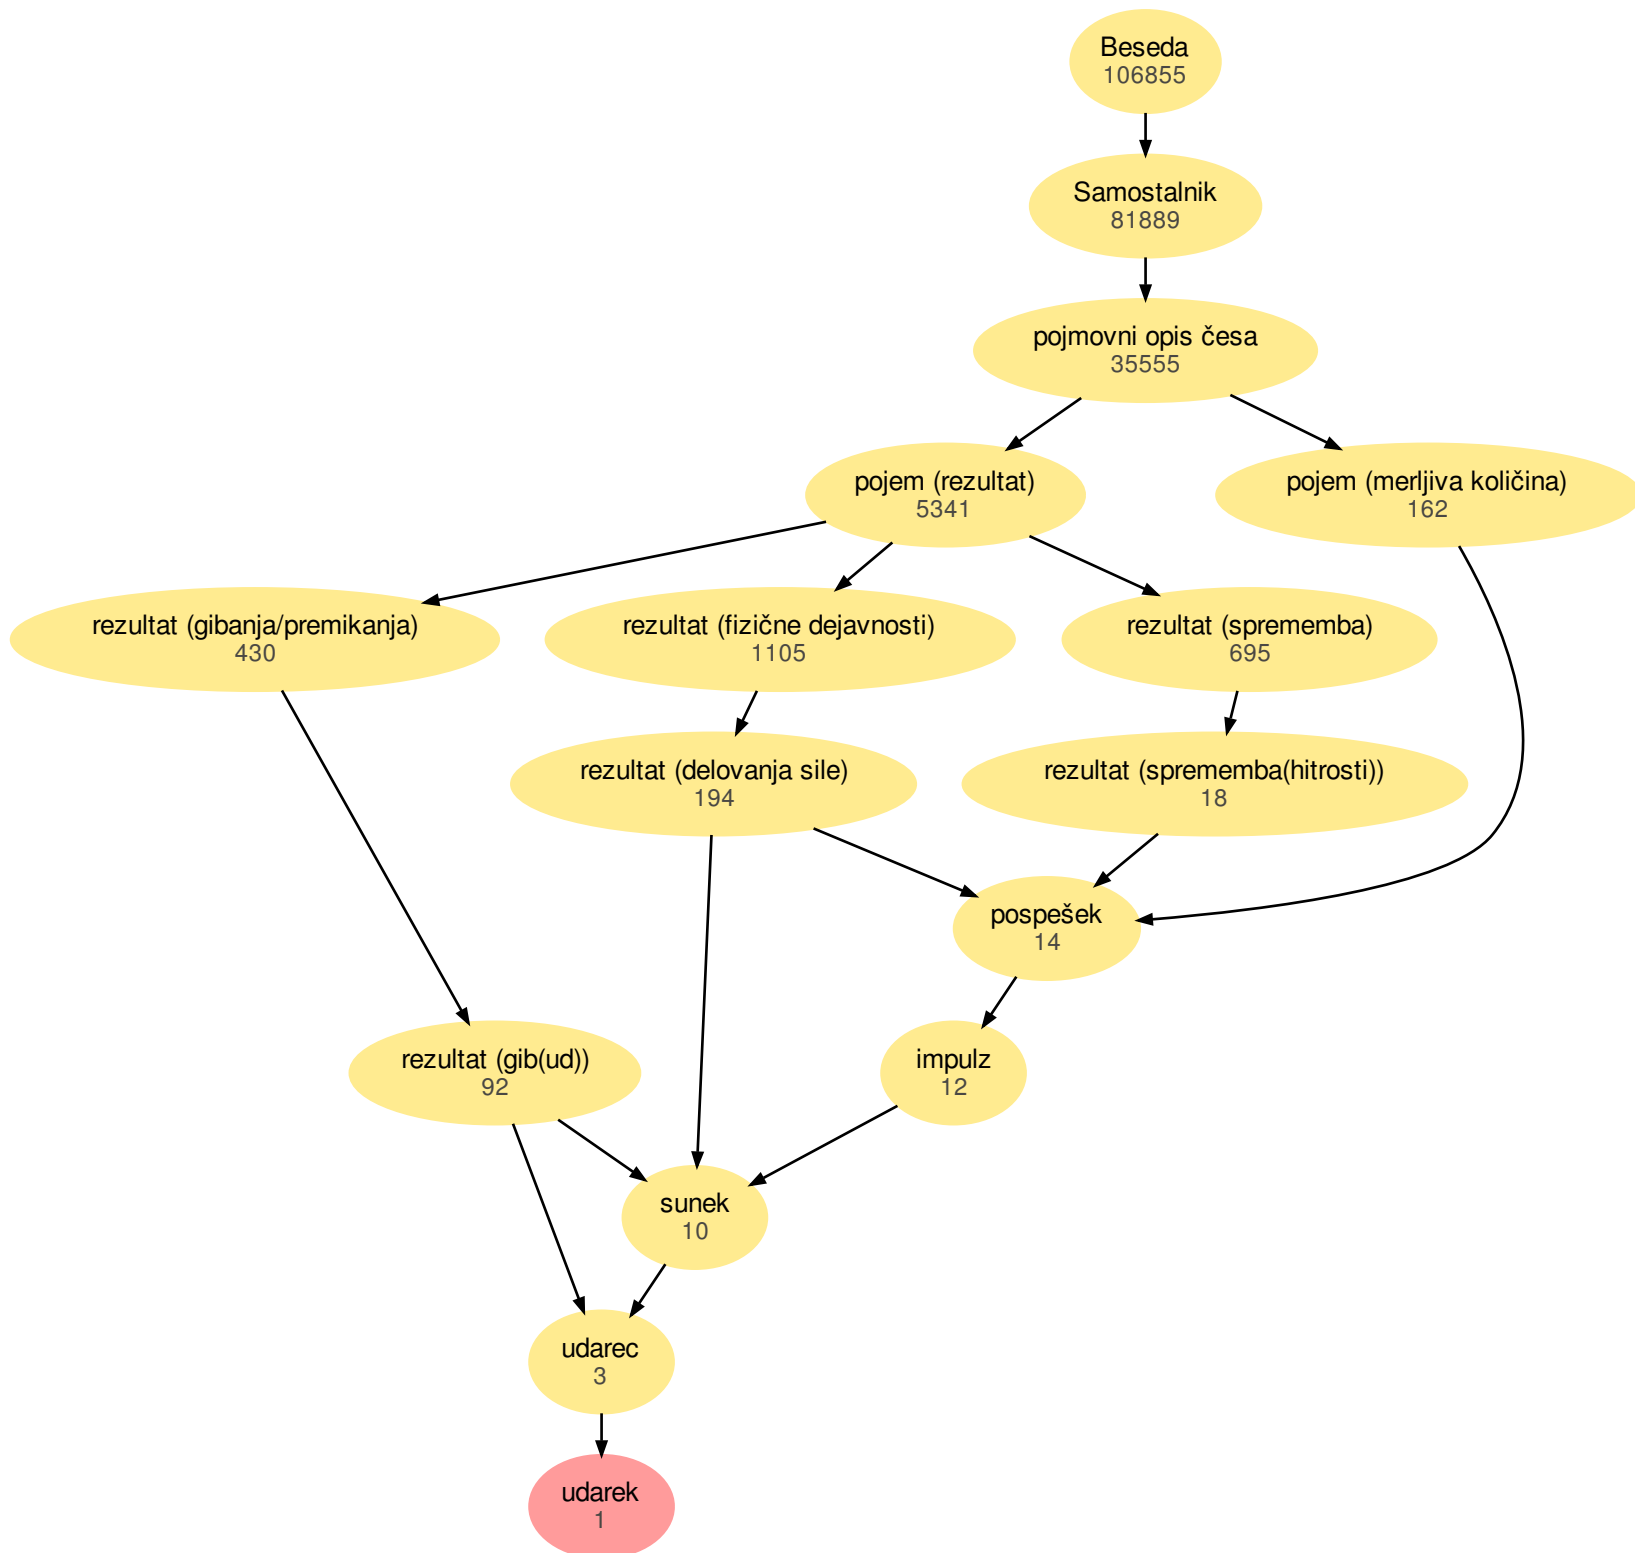 Beseda
106855
Samostalnik
81889
pojmovni opis česa
35555
pojem (rezultat)
5341
pojem (merljiva količina)
162
rezultat (gibanja/premikanja)
430
rezultat (fizične dejavnosti)
1105
rezultat (sprememba)
695
rezultat (delovanja sile)
194
rezultat (sprememba(hitrosti))
18
pospešek
14
rezultat (gib(ud))
92
impulz
12
sunek
10
udarec
3
udarek
1